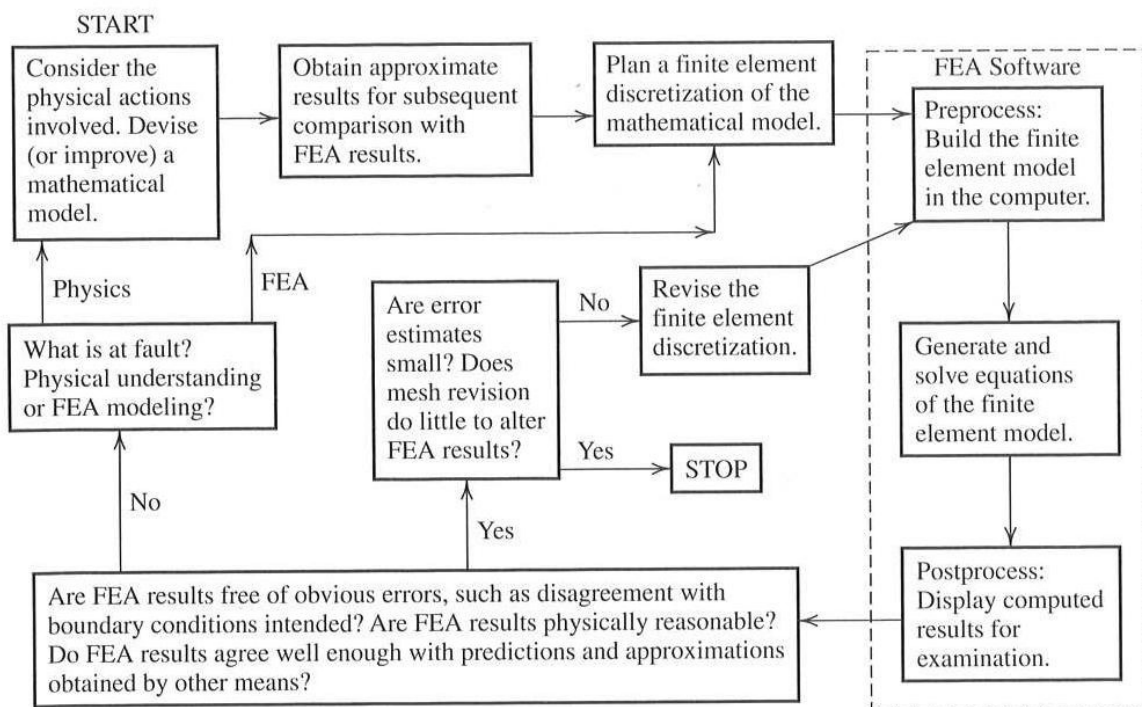 START
Consider the
physical actions
involved. Devise
(or improve) a
mathematical
model.
Obtain approximate
results for subsequent
comparison with
FEA results.
Plan a finite element
discretization of the
mathematical model.
FEA Software
Preprocess:
Build the finite
element model
in the computer.
Physics
FEA
What is at fault?
Physical understanding
or FEA modeling?
Are error
estimates
small? Does
mesh revision
do little to alter
FEA results?
No
Revise the
finite element
discretization.
Generate and
solve equations
of the finite
element model.
Yes
STOP
No
Yes
Are FEA results free of obvious errors, such as disagreement with
boundary conditions intended? Are FEA results physically reasonable?
Do FEA results agree well enough with predictions and approximations
obtained by other means?
Postprocess:
Display computed
results for
examination.